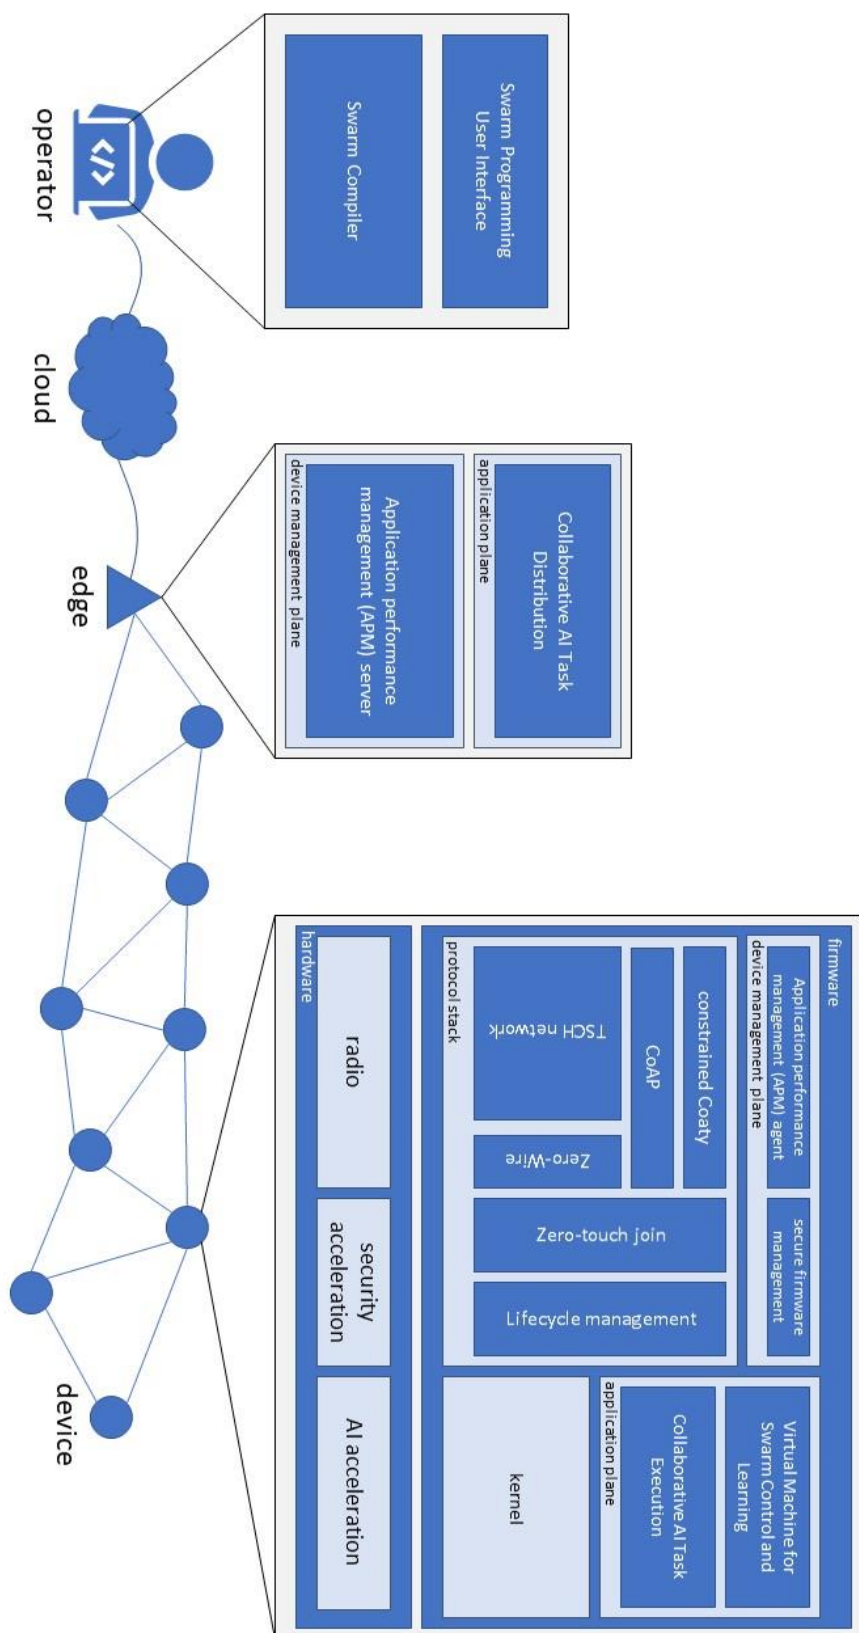 Swarm Programming
User Interface
Swarm Compiler
operator
cloud
Collaborative AI Task
Distribution
application plane
Application performance
management (APM) server
device management plane
edge
firmware
Application performance
management (APM) agent
secure firmware
management
device management plane
Virtual Machine for
Swarm Control and
Learning
Collaborative AI Task
Execution
application plane
constrained Coaty
CoAP
TSCH network
Zero-Wire
Zero-touch join
Lifecycle management
protocol stack
kernel
radio
security
acceleration
AI acceleration
hardware
device